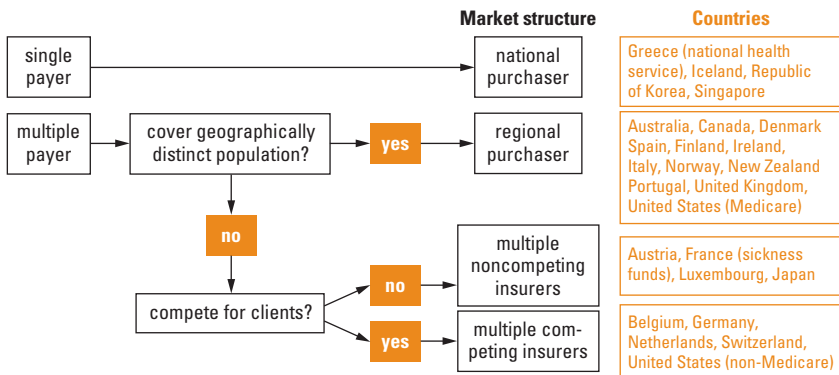 Market structure
Countries
single
payer
national
purchaser
Greece (national health
service), Iceland, Republic
of Korea, Singapore
multiple
payer
cover geographically
distinct population?
yes
regional
purchaser
Australia, Canada, Denmark
Spain, Finland, Ireland,
Italy, Norway, New Zealand
Portugal, United Kingdom,
United States (Medicare)
no
compete for clients?
no
multiple
noncompeting
insurers
Austria, France (sickness
funds), Luxembourg, Japan
yes
multiple com-
peting insurers
Belgium, Germany,
Netherlands, Switzerland,
United States (non-Medicare)